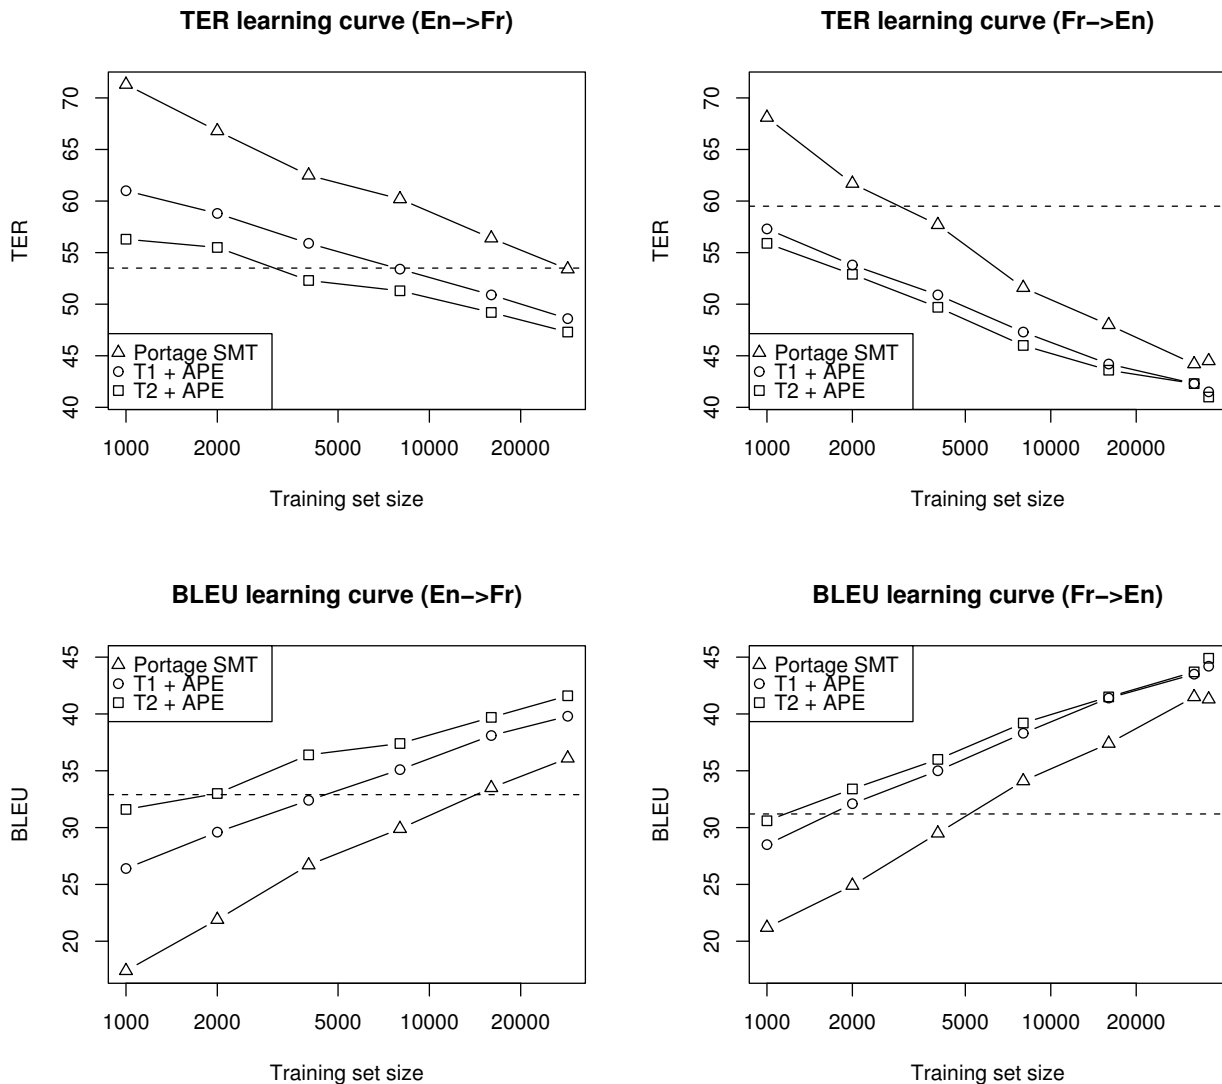 TER learning curve (En−>Fr)
70
65
60
55
50
45
40
TER
Portage SMT
T1 + APE
T2 + APE
1000 2000 5000 10000 20000
Training set size
TER learning curve (Fr−>En)
70
65
60
55
50
45
40
TER
Portage SMT
T1 + APE
T2 + APE
1000 2000 5000 10000 20000
Training set size
BLEU learning curve (En−>Fr)
45
40
35
30
25
20
BLEU
Portage SMT
T1 + APE
T2 + APE
1000 2000 5000 10000 20000
Training set size
BLEU learning curve (Fr−>En)
45
40
35
30
25
20
BLEU
Portage SMT
T1 + APE
T2 + APE
1000 2000 5000 10000 20000
Training set size